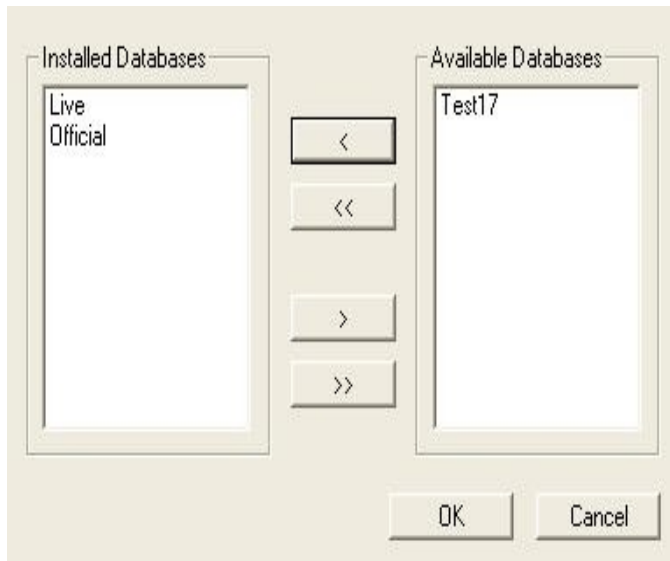 Installed Databases
Live
Official
<
<<
>
>>
Available Databases
Test17
OK
Cancel